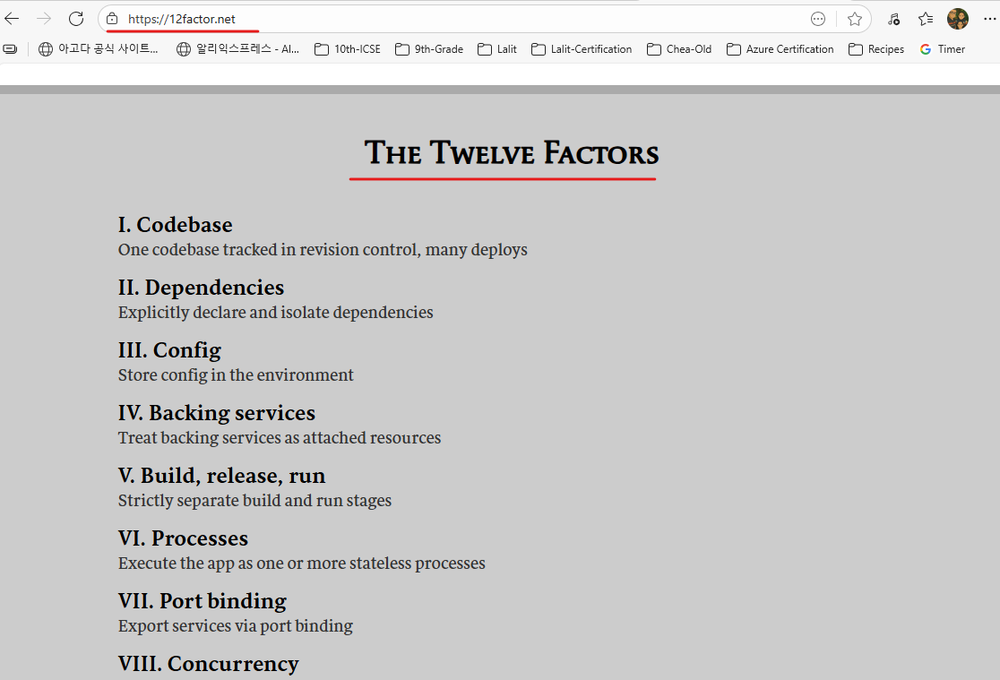 https://12factor.net
아고다 공식 사이트...
알리익스프레스 - AI...
10th-ICSE
9th-Grade
Lalit
Lalit-Certification
Chea-Old
Azure Certification
Recipes
Timer
The Twelve Factors
I. Codebase
One codebase tracked in revision control, many deploys
II. Dependencies
Explicitly declare and isolate dependencies
III. Config
Store config in the environment
IV. Backing services
Treat backing services as attached resources
V. Build, release, run
Strictly separate build and run stages
VI. Processes
Execute the app as one or more stateless processes
VII. Port binding
Export services via port binding
VIII. Concurrency